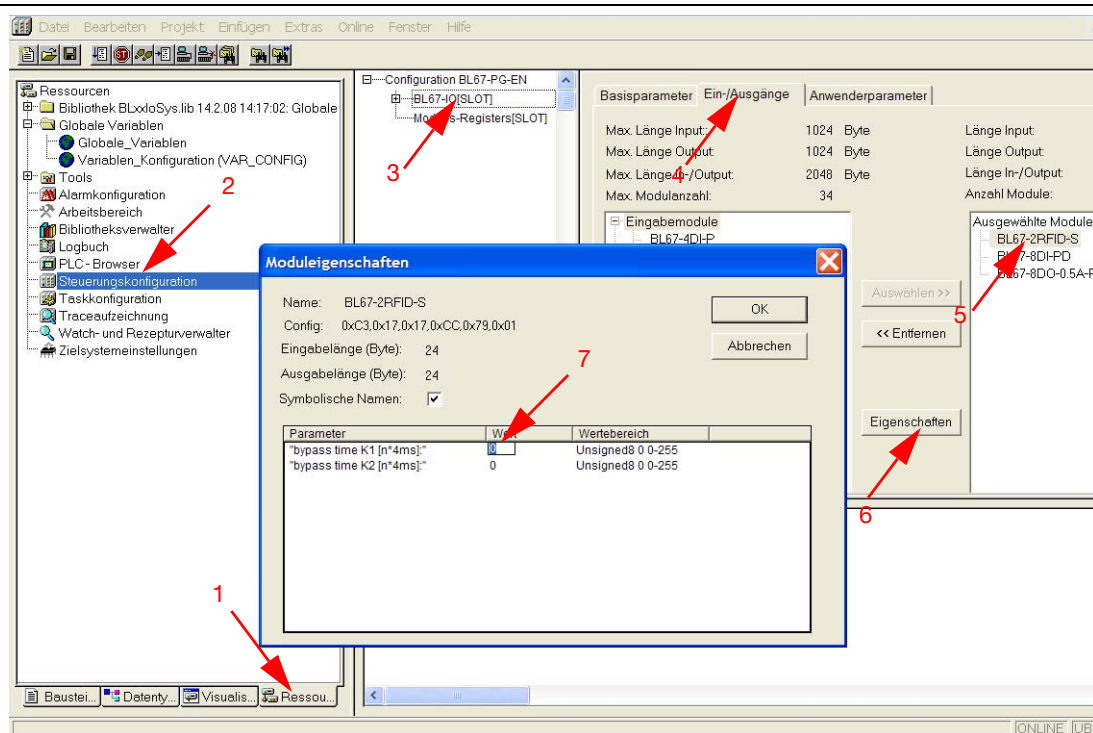 Datei Bearbeiten Projekt Einfügen Extras Online Fenster Hilfe
Ressourcen
Bibliothek BLxxIoSys.lib 14.2.08 14:17:02: Globale
Globale Variablen
Globale_Variablen
Variablen_Konfiguration (VAR_CONFIG)
Tools
Alarmkonfiguration
Arbeitsbereich
Bibliotheksverwalter
Logbuch
PLC - Browser
Steuerungskonfiguration
Taskkonfiguration
Traceaufzeichnung
Watch- und Rezepturverwalter
Zielsystemeinstellungen
2
1
Baustei... Datenty... Visualis... Ressou...
Configuration BL67-PG-EN
BL67-IO[SLOT]
Modules-Registers[SLOT]
3
Basisparameter Ein-/Ausgänge Anwenderparameter
Max. Länge Input: 1024 Byte Länge Input:
Max. Länge Output: 1024 Byte Länge Output:
Max. Länge In-/Output: 2048 Byte Länge In-/Output:
Max. Modulanzahl: 34 Anzahl Module:
4
Eingabemodule
BL67-4DI-P
Ausgewählte Module
BL67-2RFID-S
BL67-8DI-PD
BL67-8DO-0.5A-P
Auswählen >>
<< Entfernen
Eigenschaften
5
6
Moduleigenschaften
Name: BL67-2RFID-S
Config: 0xC3,0x17,0x17,0xCC,0x79,0x01
Eingabelänge (Byte): 24
Ausgabelänge (Byte): 24
Symbolische Namen:
OK
Abbrechen
7
Parameter Wert Wertebereich
"bypass time K1 [n*4ms]:" 0 Unsigned8 0 0-255
"bypass time K2 [n*4ms]:" 0 Unsigned8 0 0-255
ONLINE UB